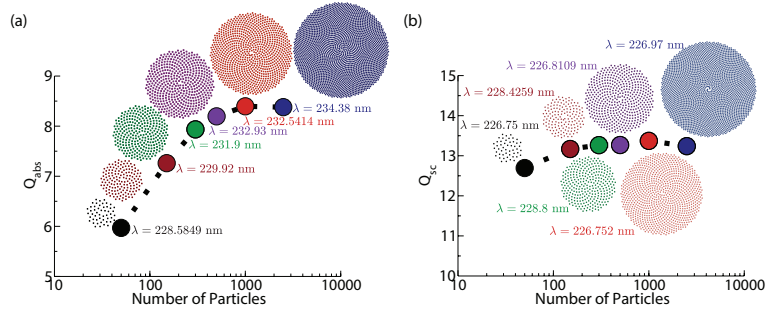 (a)
9
8
7
6
5
Q_abs
10
100
1000
10000
Number of Particles
λ = 228.5849 nm
λ = 229.92 nm
λ = 231.9 nm
λ = 232.93 nm
λ = 232.5414 nm
λ = 234.38 nm
(b)
15
14
13
12
11
10
Q_sc
10
100
1000
10000
Number of Particles
λ = 226.97 nm
λ = 226.8109 nm
λ = 228.4259 nm
λ = 226.75 nm
λ = 228.8 nm
λ = 226.752 nm